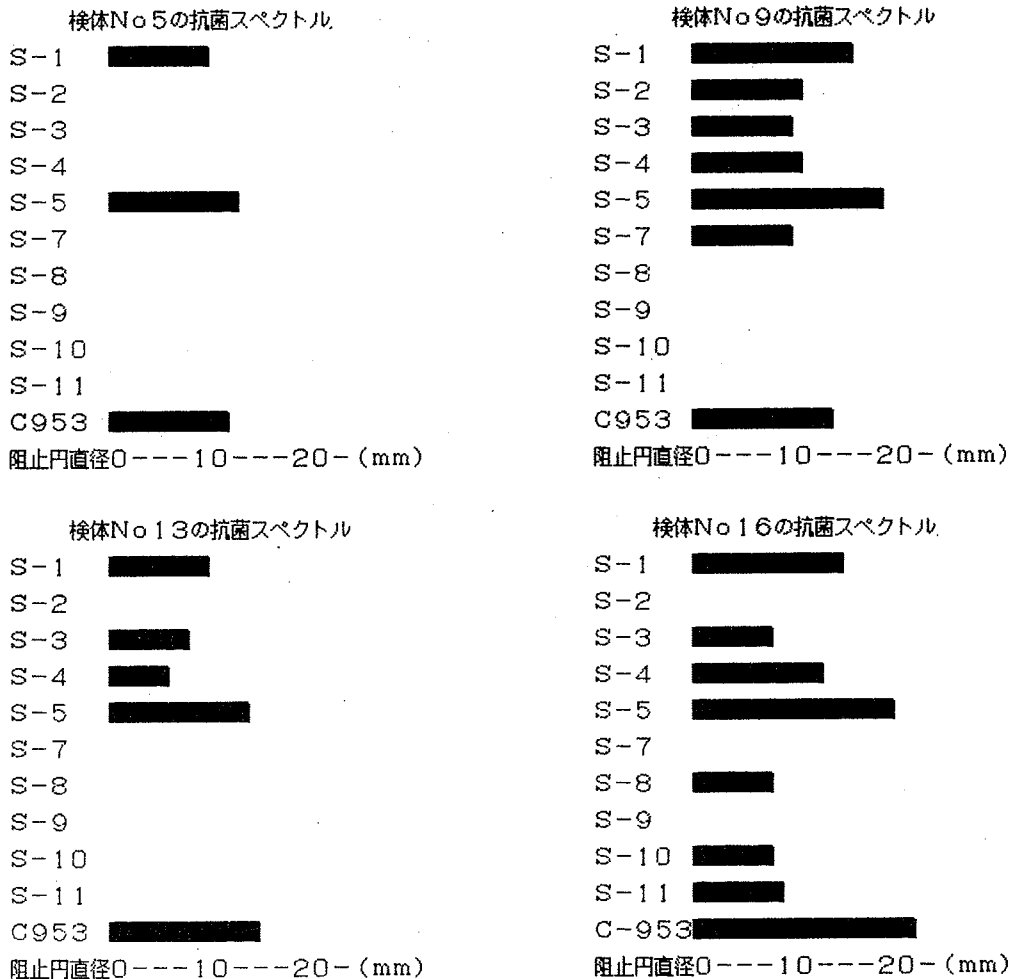 検体No5の抗菌スペクトル
S-1
S-2
S-3
S-4
S-5
S-7
S-8
S-9
S-10
S-11
C953
阻止円直径0---10---20-(mm)
検体No9の抗菌スペクトル
S-1
S-2
S-3
S-4
S-5
S-7
S-8
S-9
S-10
S-11
C953
阻止円直径0---10---20-(mm)
検体No13の抗菌スペクトル
S-1
S-2
S-3
S-4
S-5
S-7
S-8
S-9
S-10
S-11
C953
阻止円直径0---10---20-(mm)
検体No16の抗菌スペクトル
S-1
S-2
S-3
S-4
S-5
S-7
S-8
S-9
S-10
S-11
C-953
阻止円直径0---10---20-(mm)